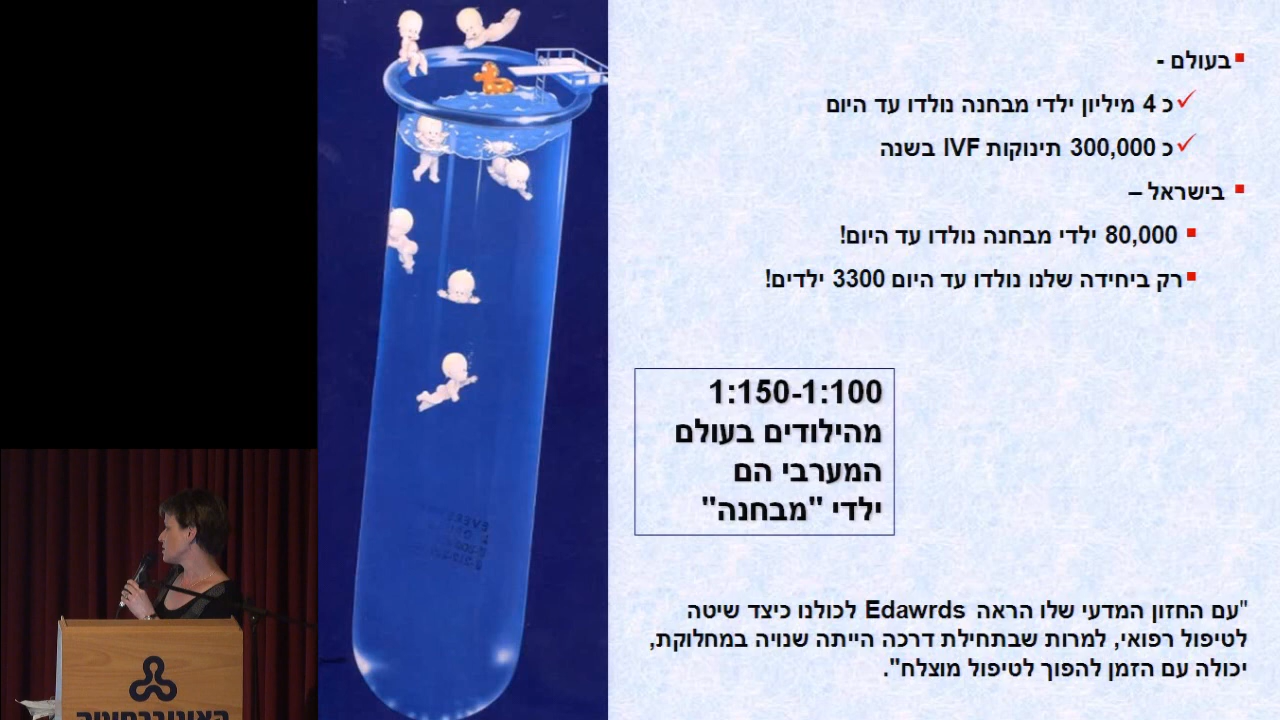 בעולם -
כ 4 מיליון ילדי מבחנה נולדו עד היום
כ 300,000 תינוקות IVF בשנה
בישראל –
80,000 ילדי מבחנה נולדו עד היום!
רק ביחידה שלנו נולדו עד היום 3300 ילדים!
1:150-1:100
מהילודים בעולם
המערבי הם
ילדי "מבחנה"
"עם החזון המדעי שלו הראה Edawrds לכולנו כיצד שיטה
לטיפול רפואי, למרות שבתחילת דרכה הייתה שנויה במחלוקת,
יכולה עם הזמן להפוך לטיפול מוצלח".